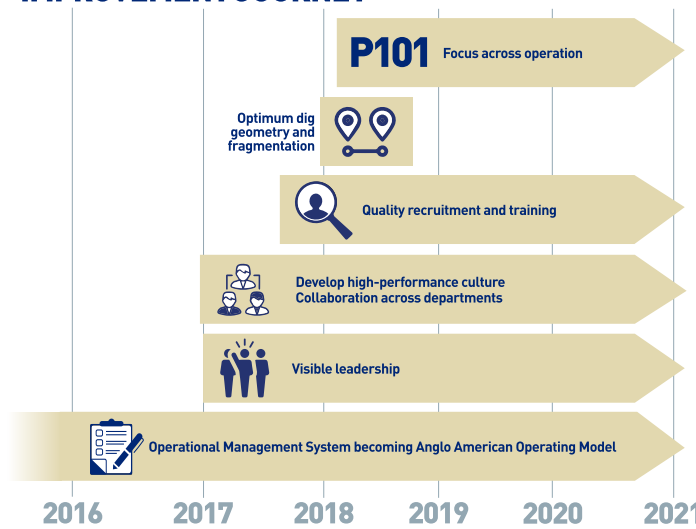 P101 Focus across operation
Optimum dig
geometry and
fragmentation
Quality recruitment and training
Develop high-performance culture
Collaboration across departments
Visible leadership
Operational Management System becoming Anglo American Operating Model
2016 2017 2018 2019 2020 2021